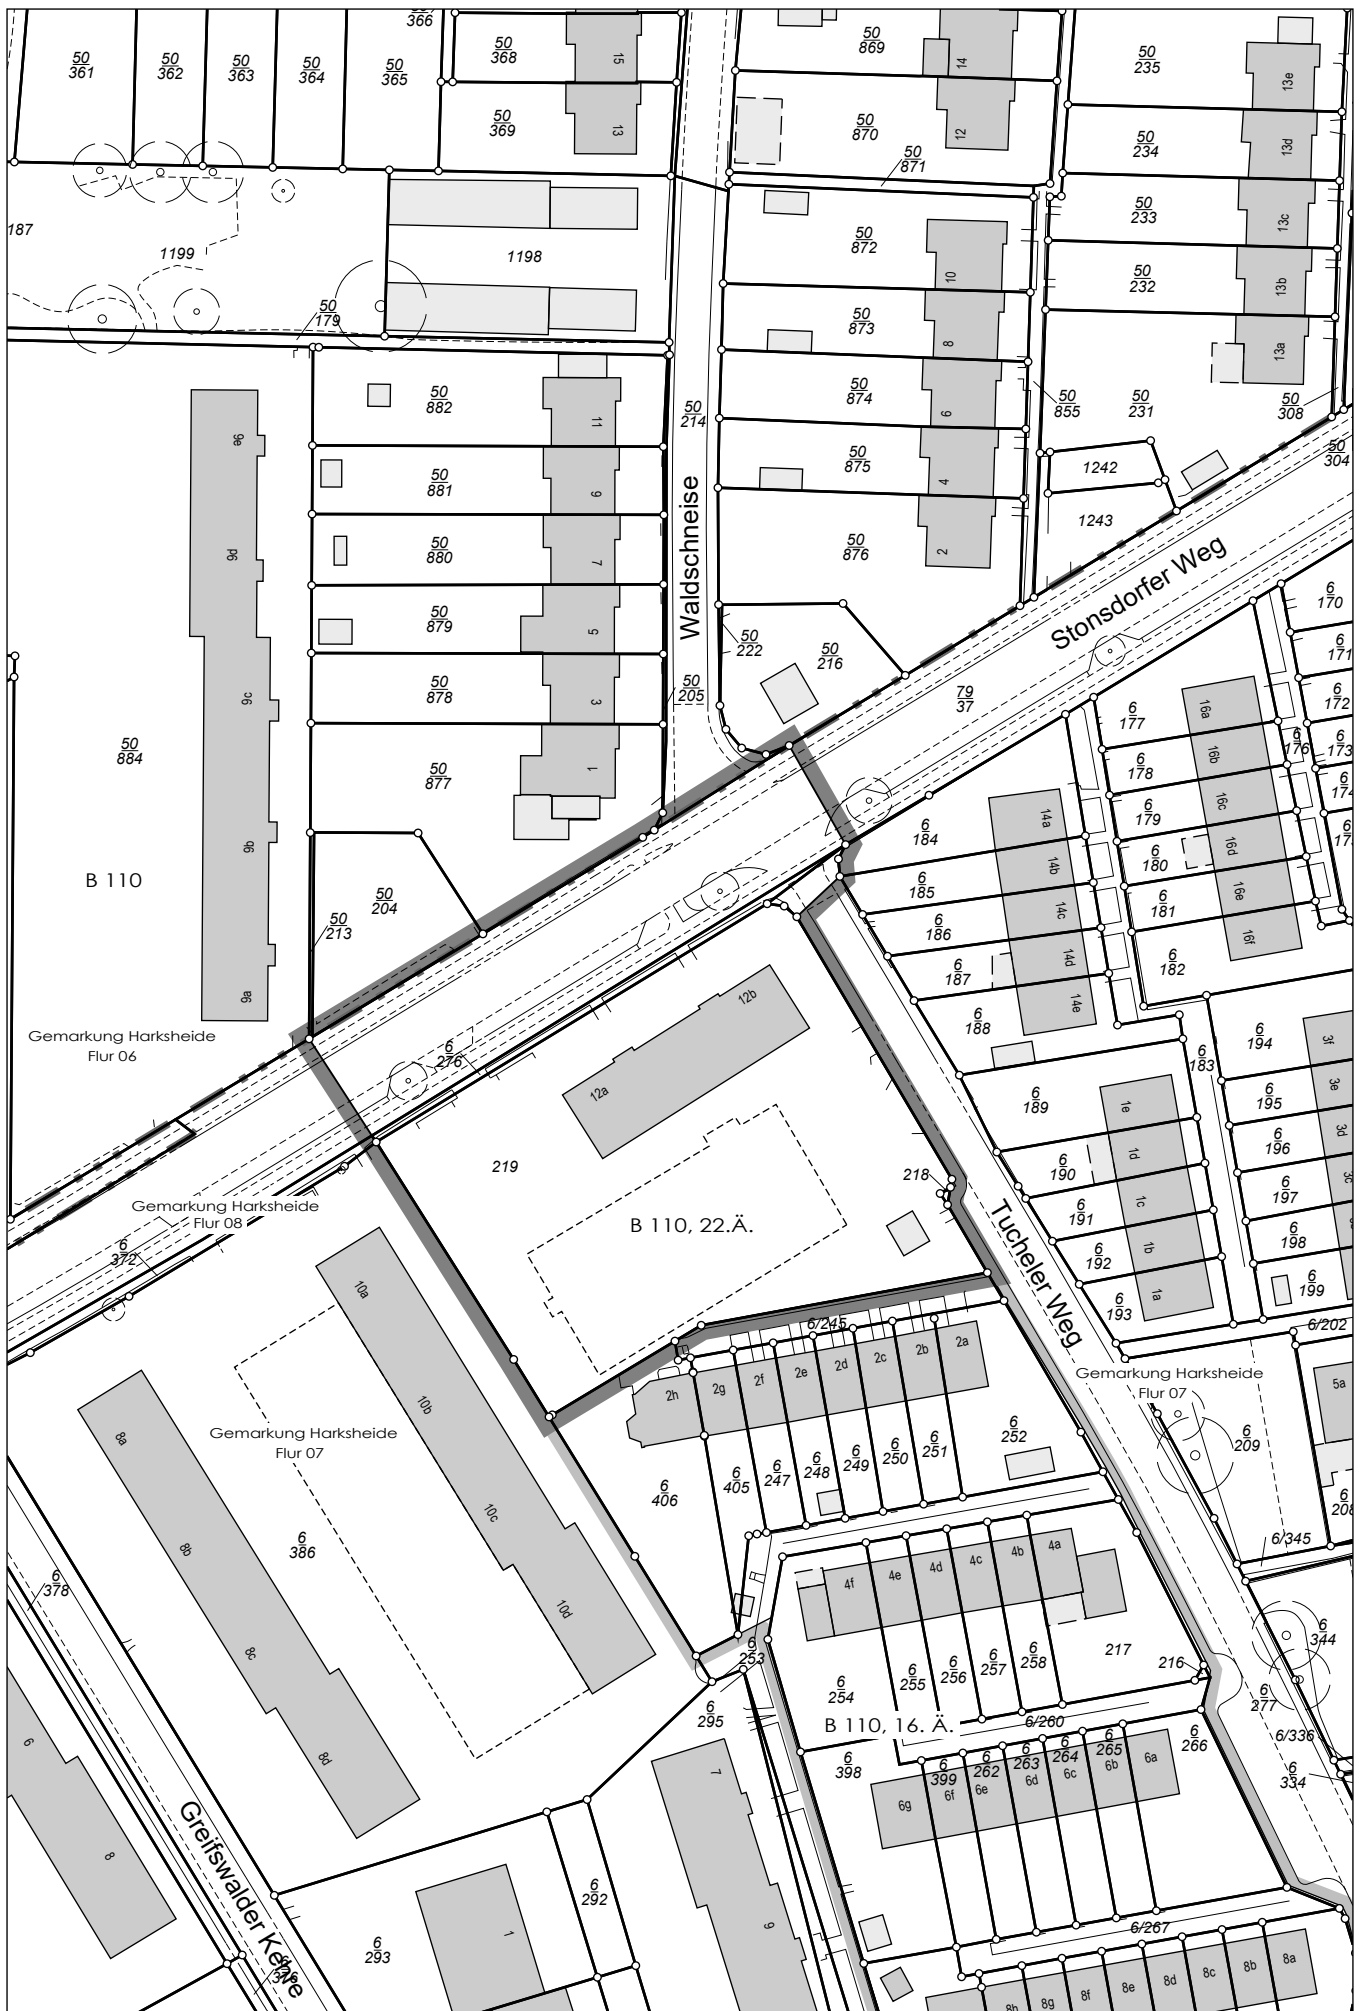 366
50
361
50
362
50
363
50
364
50
365
50
368
50
369
15
13
50
869
50
870
50
871
14
12
50
235
50
234
50
233
50
232
13e
13d
13c
13b
13a
187
1199
1198
50
179
50
872
50
873
50
874
50
875
50
876
10
8
6
4
2
50
855
50
231
50
308
50
304
1242
1243
50
882
50
881
50
880
50
879
50
878
50
877
11
9
7
5
3
1
50
214
Waldschneise
50
205
50
222
50
216
Stonsdorfer Weg
79
37
9e
9d
9c
9b
9a
50
884
B 110
50
213
50
204
Gemarkung Harksheide
Flur 06
6
170
6
171
6
172
6
173
6
176
6
177
6
178
6
179
6
180
6
181
6
182
16a
16b
16c
16d
16e
16f
6
184
6
185
6
186
6
187
6
188
14a
14b
14c
14d
14e
6
183
6
194
6
195
6
196
6
197
6
198
6
199
3f
3e
3d
3c
6
189
6
190
6
191
6
192
6
193
1e
1d
1c
1b
1a
6/202
6
276
12a
12b
219
218
B 110, 22.Ä.
Gemarkung Harksheide
Flur 08
6
372
Tucheler Weg
Gemarkung Harksheide
Flur 07
5a
6
209
6
208
6/345
6/245
2h
2g
2f
2e
2d
2c
2b
2a
6
406
6
405
6
247
6
248
6
249
6
250
6
251
6
252
10a
10b
10c
10d
Gemarkung Harksheide
Flur 07
6
386
8a
8b
8c
8d
6
378
4f
4e
4d
4c
4b
4a
6
253
6
254
6
255
6
256
6
257
6
258
217
216
6
344
6
277
6/336
6
334
6
295
B 110, 16. Ä.
6/260
6
398
6
399
6
262
6
263
6
264
6
265
6
266
6g
6f
6e
6d
6c
6b
6a
6/267
6
8
Greifswalder Kehre
6
293
6
292
1
7
9
8h
8g
8f
8e
8d
8c
8b
8a